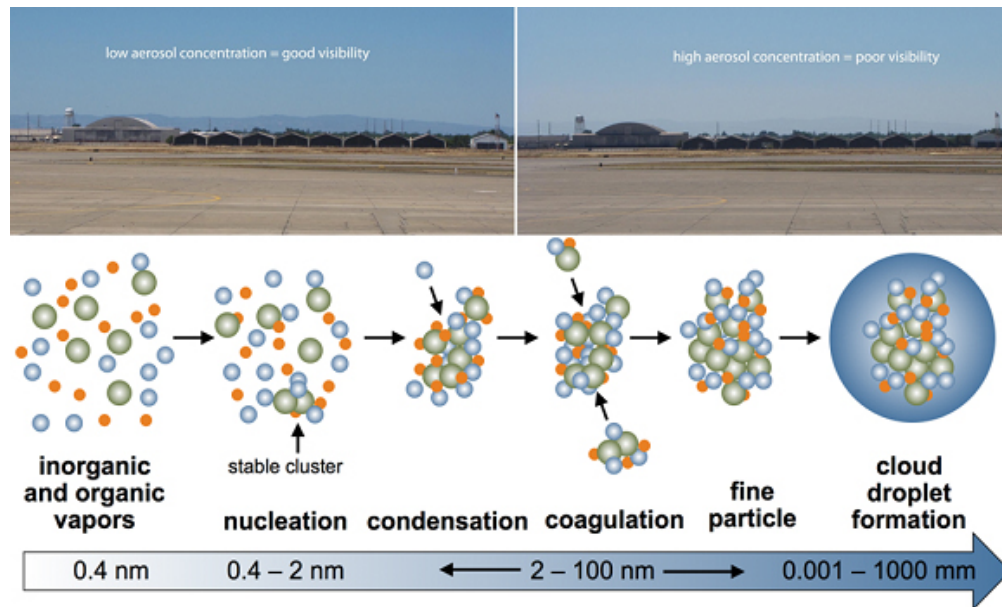 low aerosol concentration = good visibility
high aerosol concentration = poor visibility
stable cluster
inorganic
and organic
vapors
nucleation
condensation
coagulation
fine
particle
cloud
droplet
formation
0.4 nm
0.4 – 2 nm
2 – 100 nm
0.001 – 1000 mm